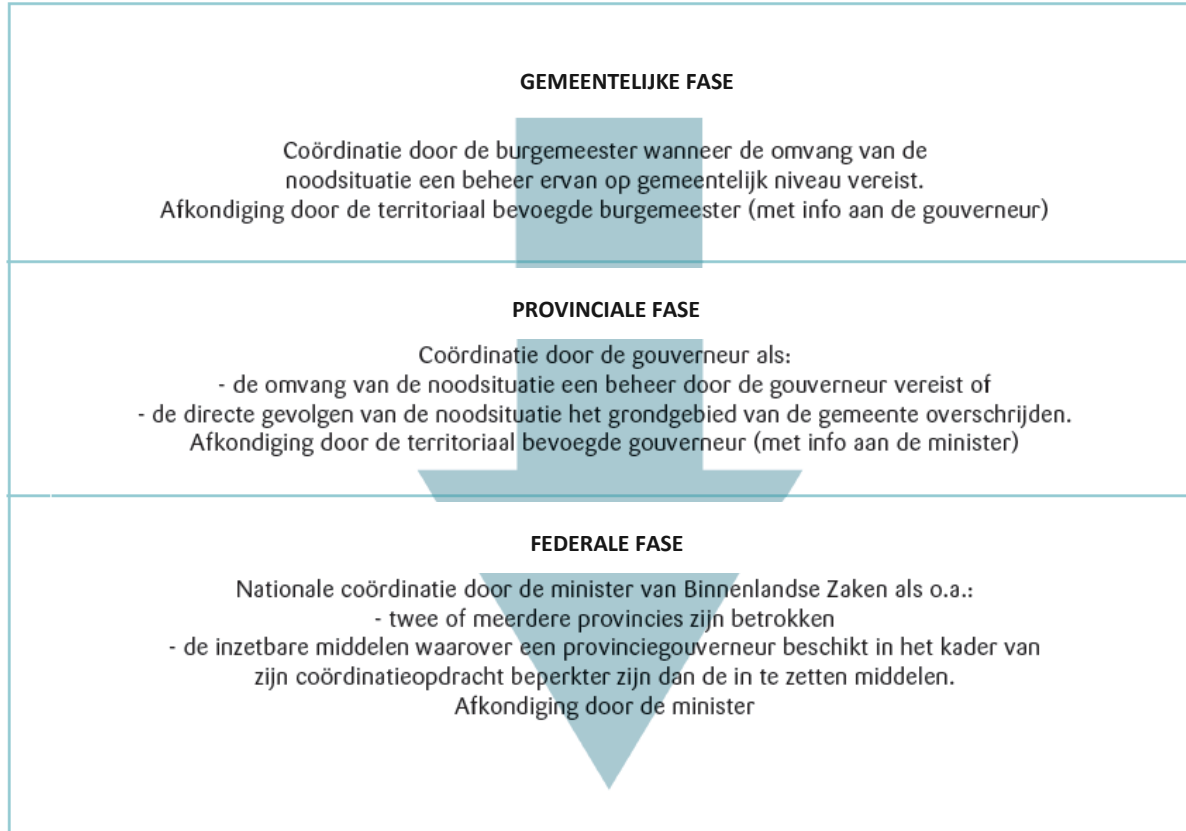 GEMEENTELIJKE FASE
Coördinatie door de burgemeester wanneer de omvang van de
noodsituatie een beheer ervan op gemeentelijk niveau vereist.
Afkondiging door de territoriaal bevoegde burgemeester (met info aan de gouverneur)
PROVINCIALE FASE
Coördinatie door de gouverneur als:
- de omvang van de noodsituatie een beheer door de gouverneur vereist of
- de directe gevolgen van de noodsituatie het grondgebied van de gemeente overschrijden.
Afkondiging door de territoriaal bevoegde gouverneur (met info aan de minister)
FEDERALE FASE
Nationale coördinatie door de minister van Binnenlandse Zaken als o.a.:
- twee of meerdere provincies zijn betrokken
- de inzetbare middelen waarover een provinciegouverneur beschikt in het kader van
zijn coördinatieopdracht beperkter zijn dan de in te zetten middelen.
Afkondiging door de minister